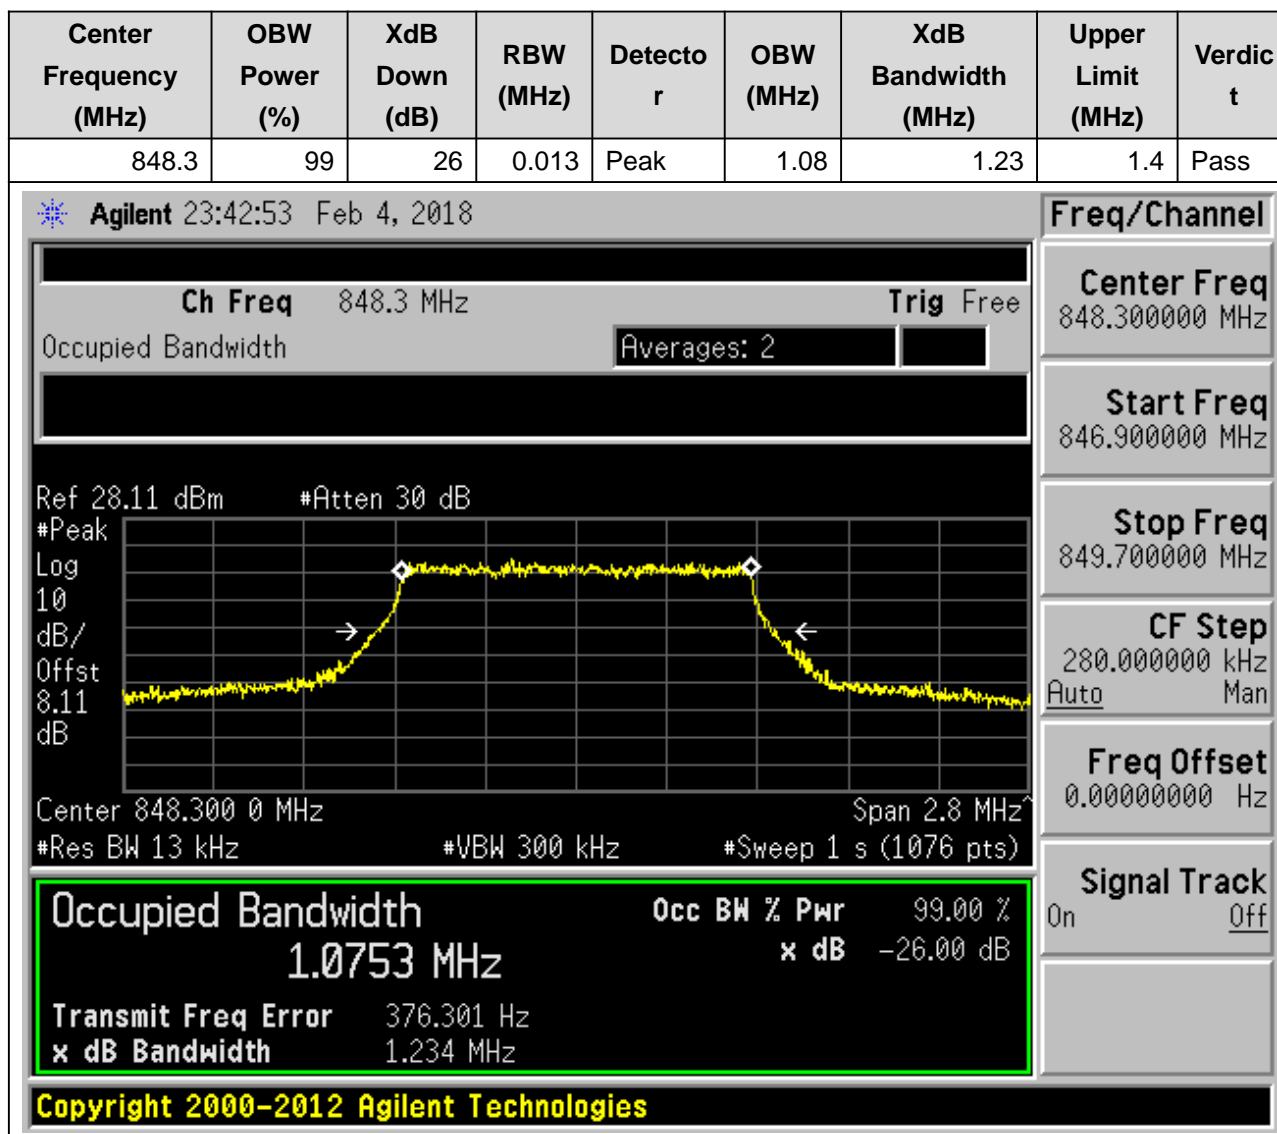 Center Frequency (MHz) OBW Power (%) XdB Down (dB) RBW (MHz) Detector OBW (MHz) XdB Bandwidth (MHz) Upper Limit (MHz) Verdict
848.3 99 26 0.013 Peak 1.08 1.23 1.4 Pass
Agilent 23:42:53 Feb 4, 2018
Freq/Channel
Ch Freq 848.3 MHz Trig Free
Occupied Bandwidth Averages: 2
Center Freq
848.300000 MHz
Start Freq
846.900000 MHz
Stop Freq
849.700000 MHz
CF Step
280.000000 kHz
Auto Man
Freq Offset
0.00000000 Hz
Signal Track
On Off
Ref 28.11 dBm #Atten 30 dB
#Peak
Log
10
dB/
Offst
8.11
dB
Center 848.300 0 MHz Span 2.8 MHz^
#Res BW 13 kHz #VBW 300 kHz #Sweep 1 s (1076 pts)
Occupied Bandwidth Occ BW % Pwr 99.00 %
1.0753 MHz x dB -26.00 dB
Transmit Freq Error 376.301 Hz
x dB Bandwidth 1.234 MHz
Copyright 2000-2012 Agilent Technologies